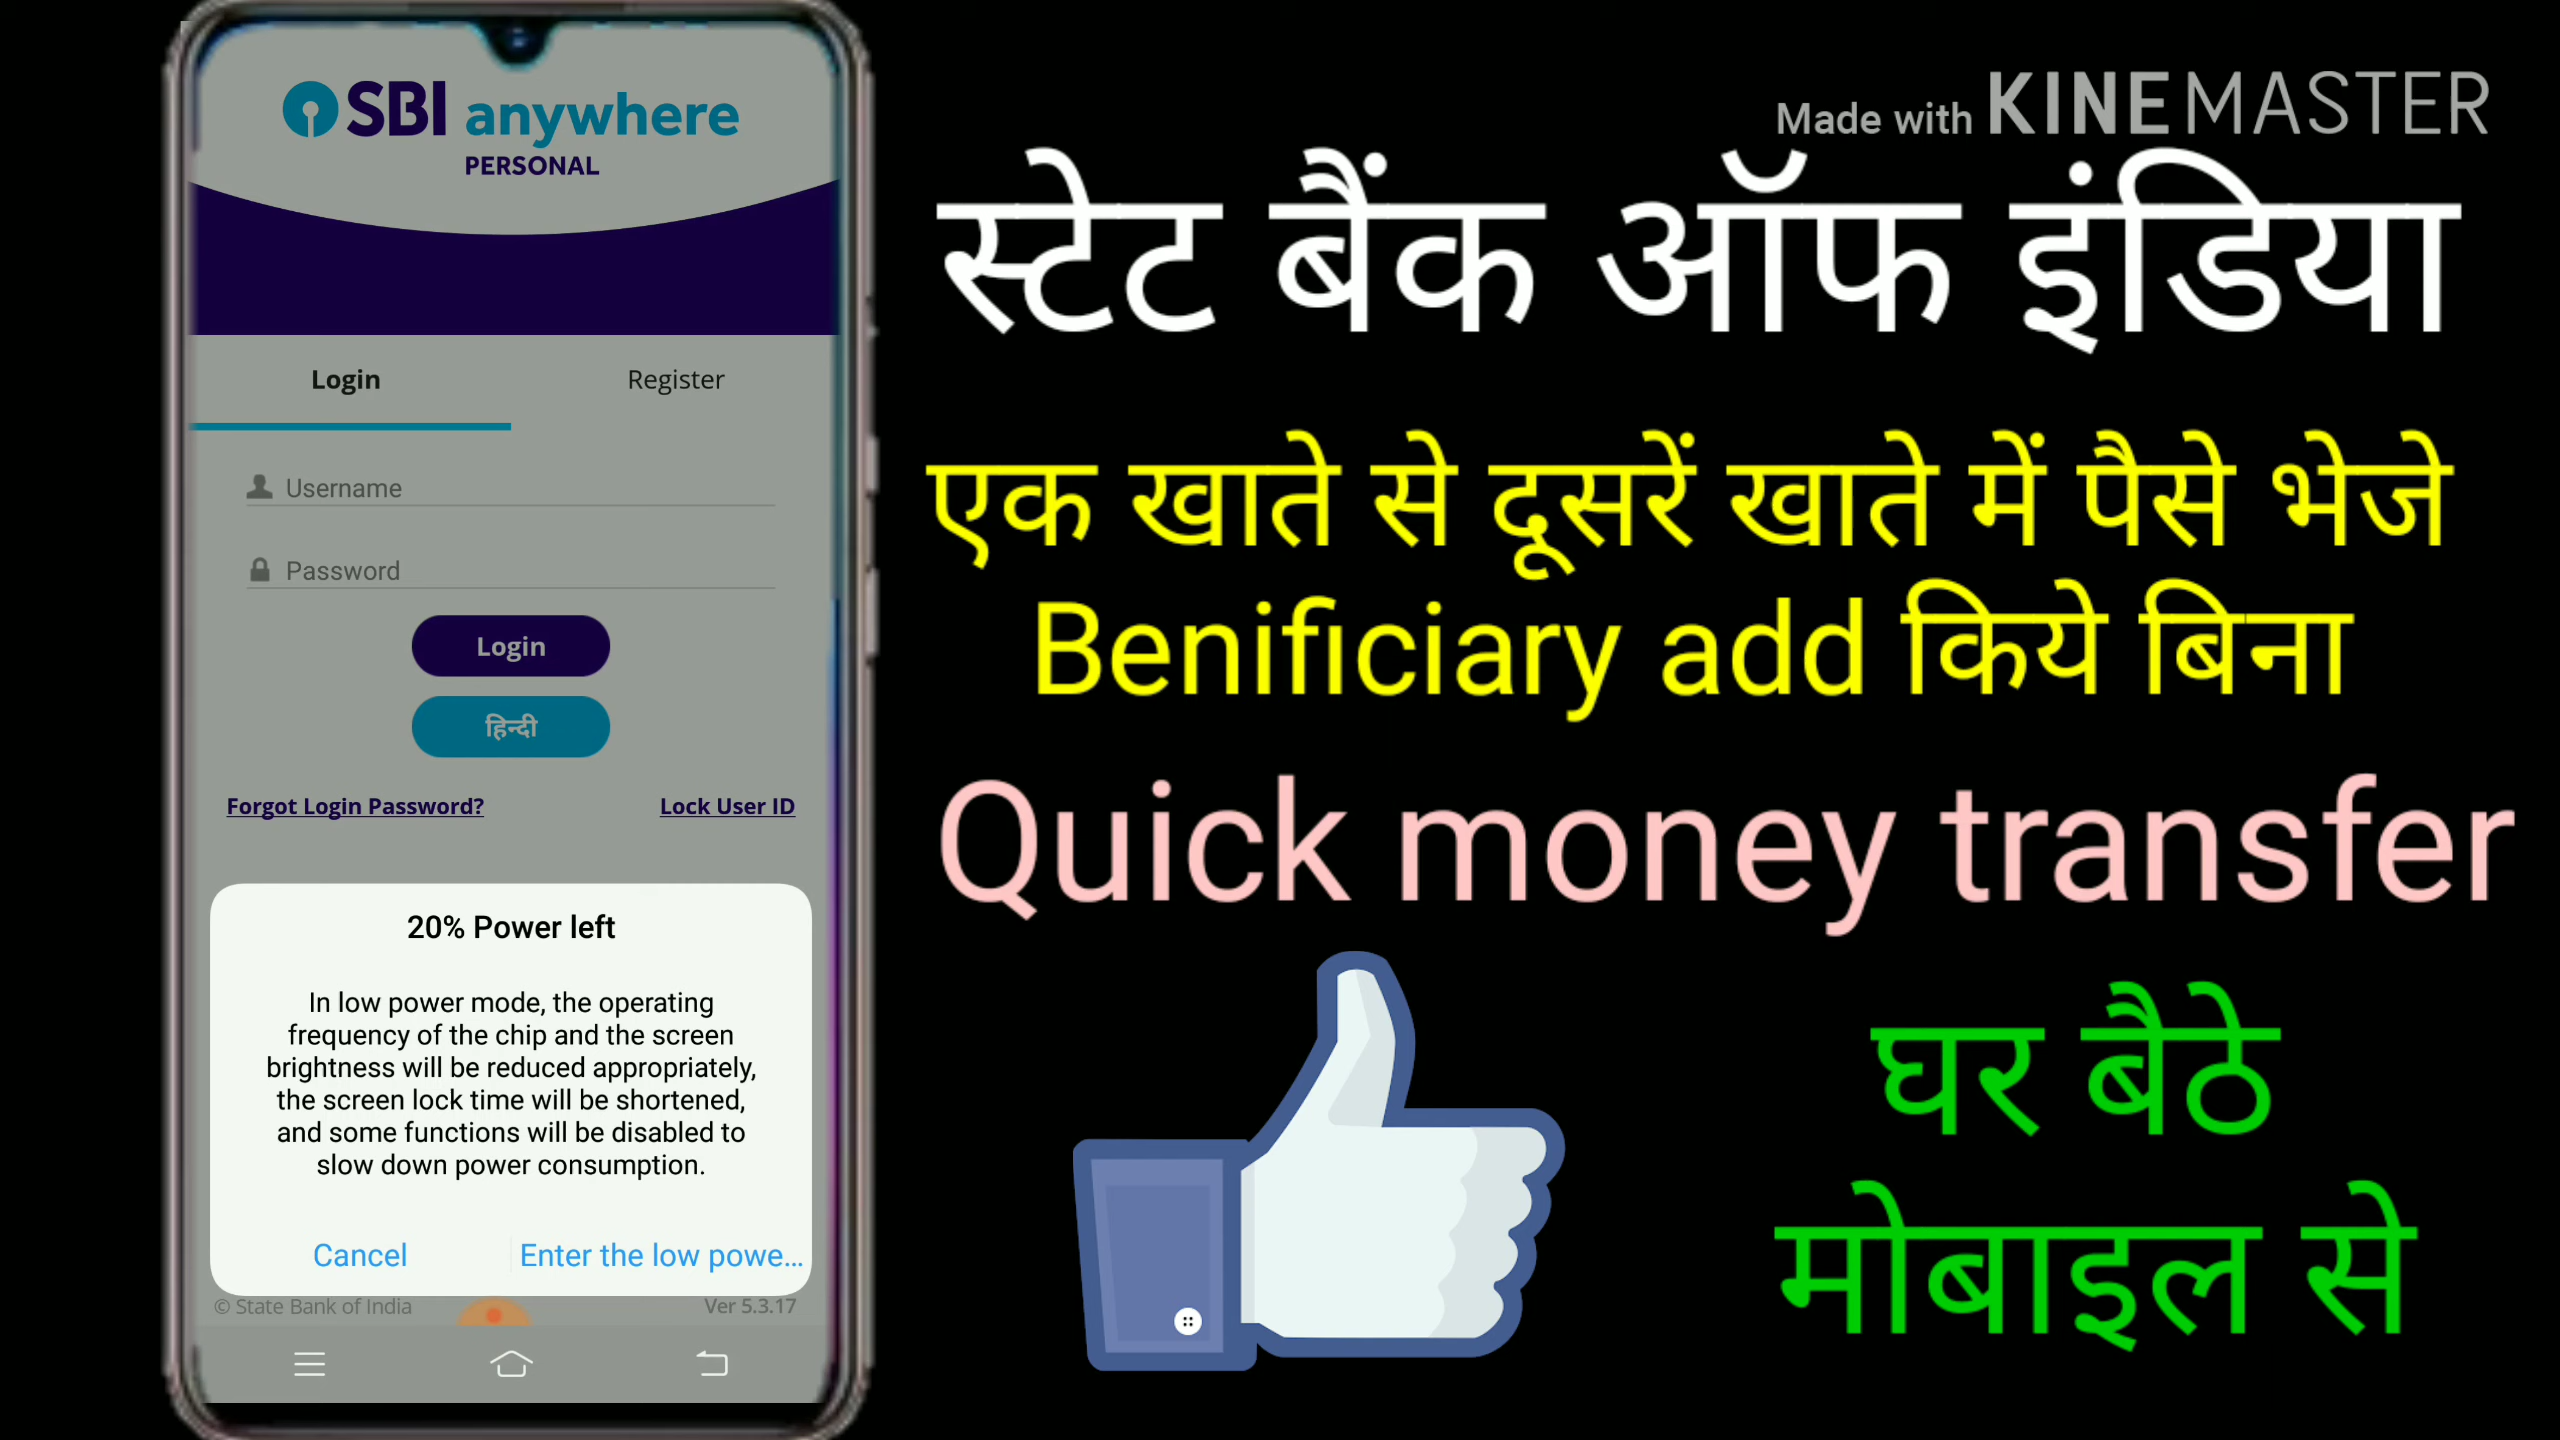 SBI anywhere
PERSONAL
Login Register
Username
Password
Login
हिन्दी
Forgot Login Password? Lock User ID
20% Power left
In low power mode, the operating
frequency of the chip and the screen
brightness will be reduced appropriately,
the screen lock time will be shortened,
and some functions will be disabled to
slow down power consumption.
Cancel Enter the low powe...
© State Bank of India Ver 5.3.17
Made with KINEMASTER
स्टेट बैंक ऑफ इंडिया
एक खाते से दूसरें खाते में पैसे भेजे
Benificiary add किये बिना
Quick money transfer
घर बैठे
मोबाइल से